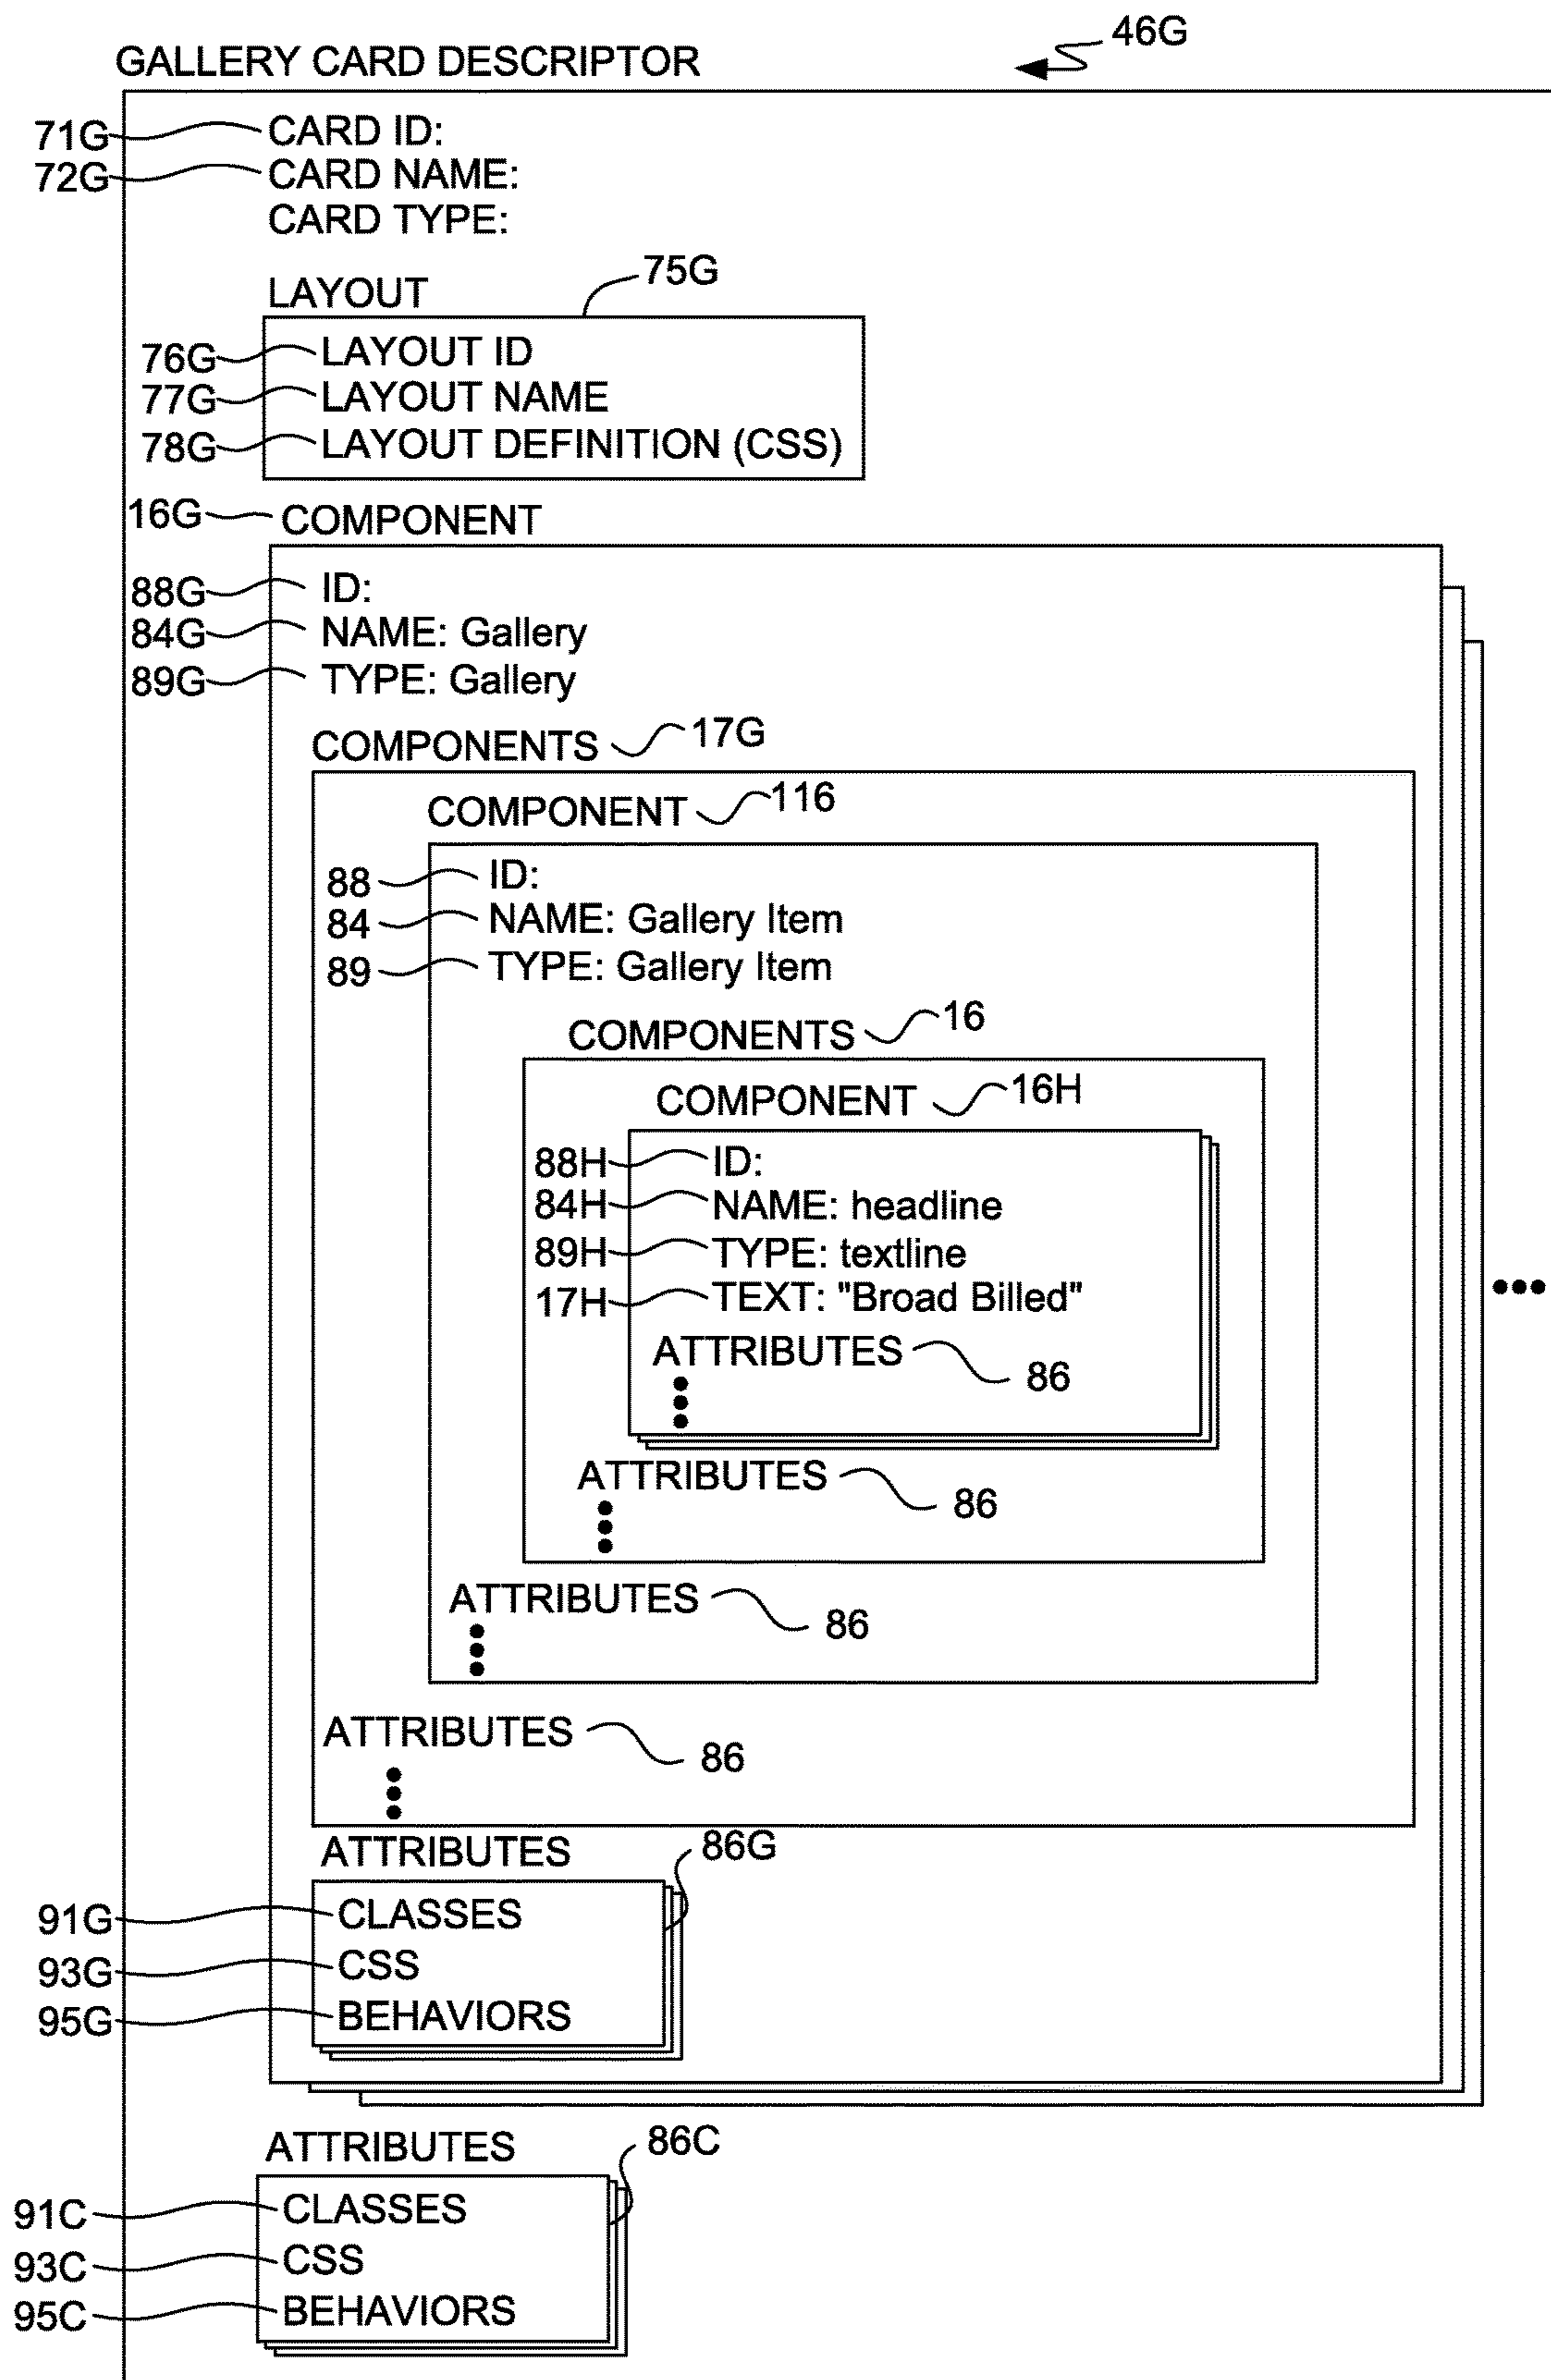 46G
GALLERY CARD DESCRIPTOR
71G CARD ID:
72G CARD NAME:
CARD TYPE:
75G
LAYOUT
76G LAYOUT ID
77G LAYOUT NAME
78G LAYOUT DEFINITION (CSS)
16G COMPONENT
88G ID:
84G NAME: Gallery
89G TYPE: Gallery
COMPONENTS 17G
COMPONENT 116
88 ID:
84 NAME: Gallery Item
89 TYPE: Gallery Item
COMPONENTS 16
COMPONENT 16H
88H ID:
84H NAME: headline
89H TYPE: textline
17H TEXT: "Broad Billed"
ATTRIBUTES 86
ATTRIBUTES 86
ATTRIBUTES 86
ATTRIBUTES 86
ATTRIBUTES 86G
91G CLASSES
93G CSS
95G BEHAVIORS
ATTRIBUTES 86C
91C CLASSES
93C CSS
95C BEHAVIORS